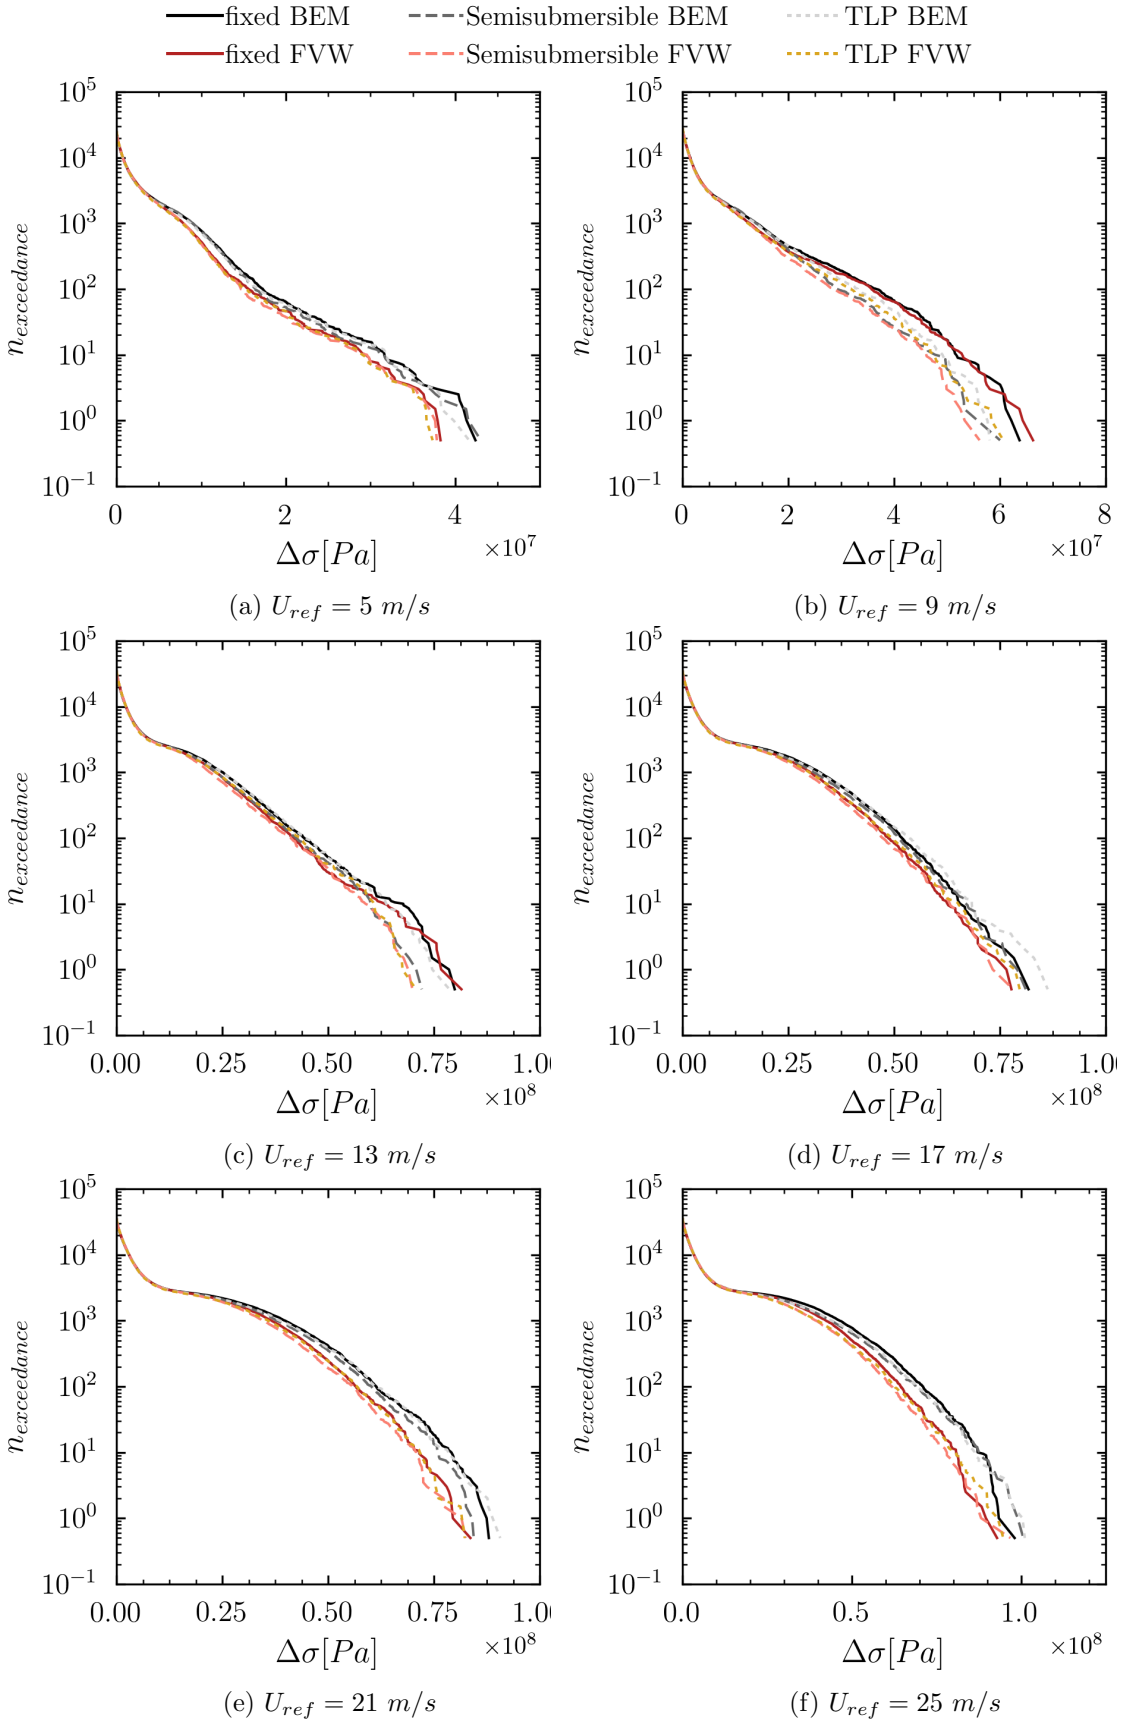 fixed BEM Semisubmersible BEM TLP BEM
fixed FVW Semisubmersible FVW TLP FVW
10^5 10^4 10^3 10^2 10^1 10^0 10^−1
n_exceedance
0 2 4
×10^7
Δσ[Pa]
(a) U_ref = 5 m/s
10^5 10^4 10^3 10^2 10^1 10^0 10^−1
n_exceedance
0 2 4 6 8
×10^7
Δσ[Pa]
(b) U_ref = 9 m/s
10^5 10^4 10^3 10^2 10^1 10^0 10^−1
n_exceedance
0.00 0.25 0.50 0.75 1.0
×10^8
Δσ[Pa]
(c) U_ref = 13 m/s
10^5 10^4 10^3 10^2 10^1 10^0 10^−1
n_exceedance
0.00 0.25 0.50 0.75 1.0
×10^8
Δσ[Pa]
(d) U_ref = 17 m/s
10^5 10^4 10^3 10^2 10^1 10^0 10^−1
n_exceedance
0.00 0.25 0.50 0.75 1.0
×10^8
Δσ[Pa]
(e) U_ref = 21 m/s
10^5 10^4 10^3 10^2 10^1 10^0 10^−1
n_exceedance
0.0 0.5 1.0
×10^8
Δσ[Pa]
(f) U_ref = 25 m/s